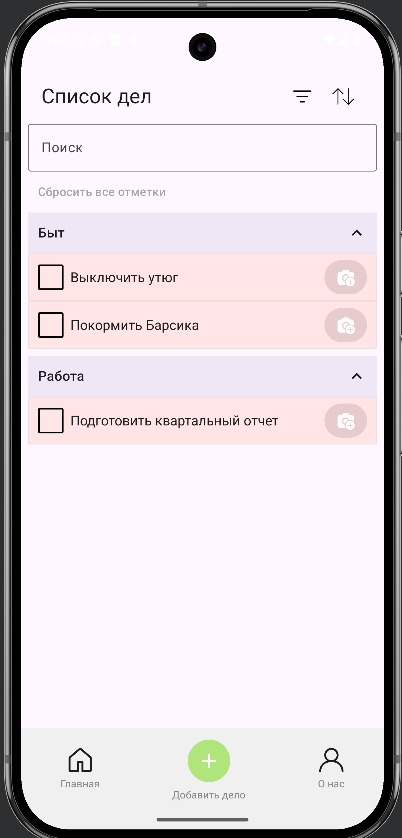 Список дел
Поиск
Сбросить все отметки
Быт
Выключить утюг
Покормить Барсика
Работа
Подготовить квартальный отчет
Главная
Добавить дело
О нас